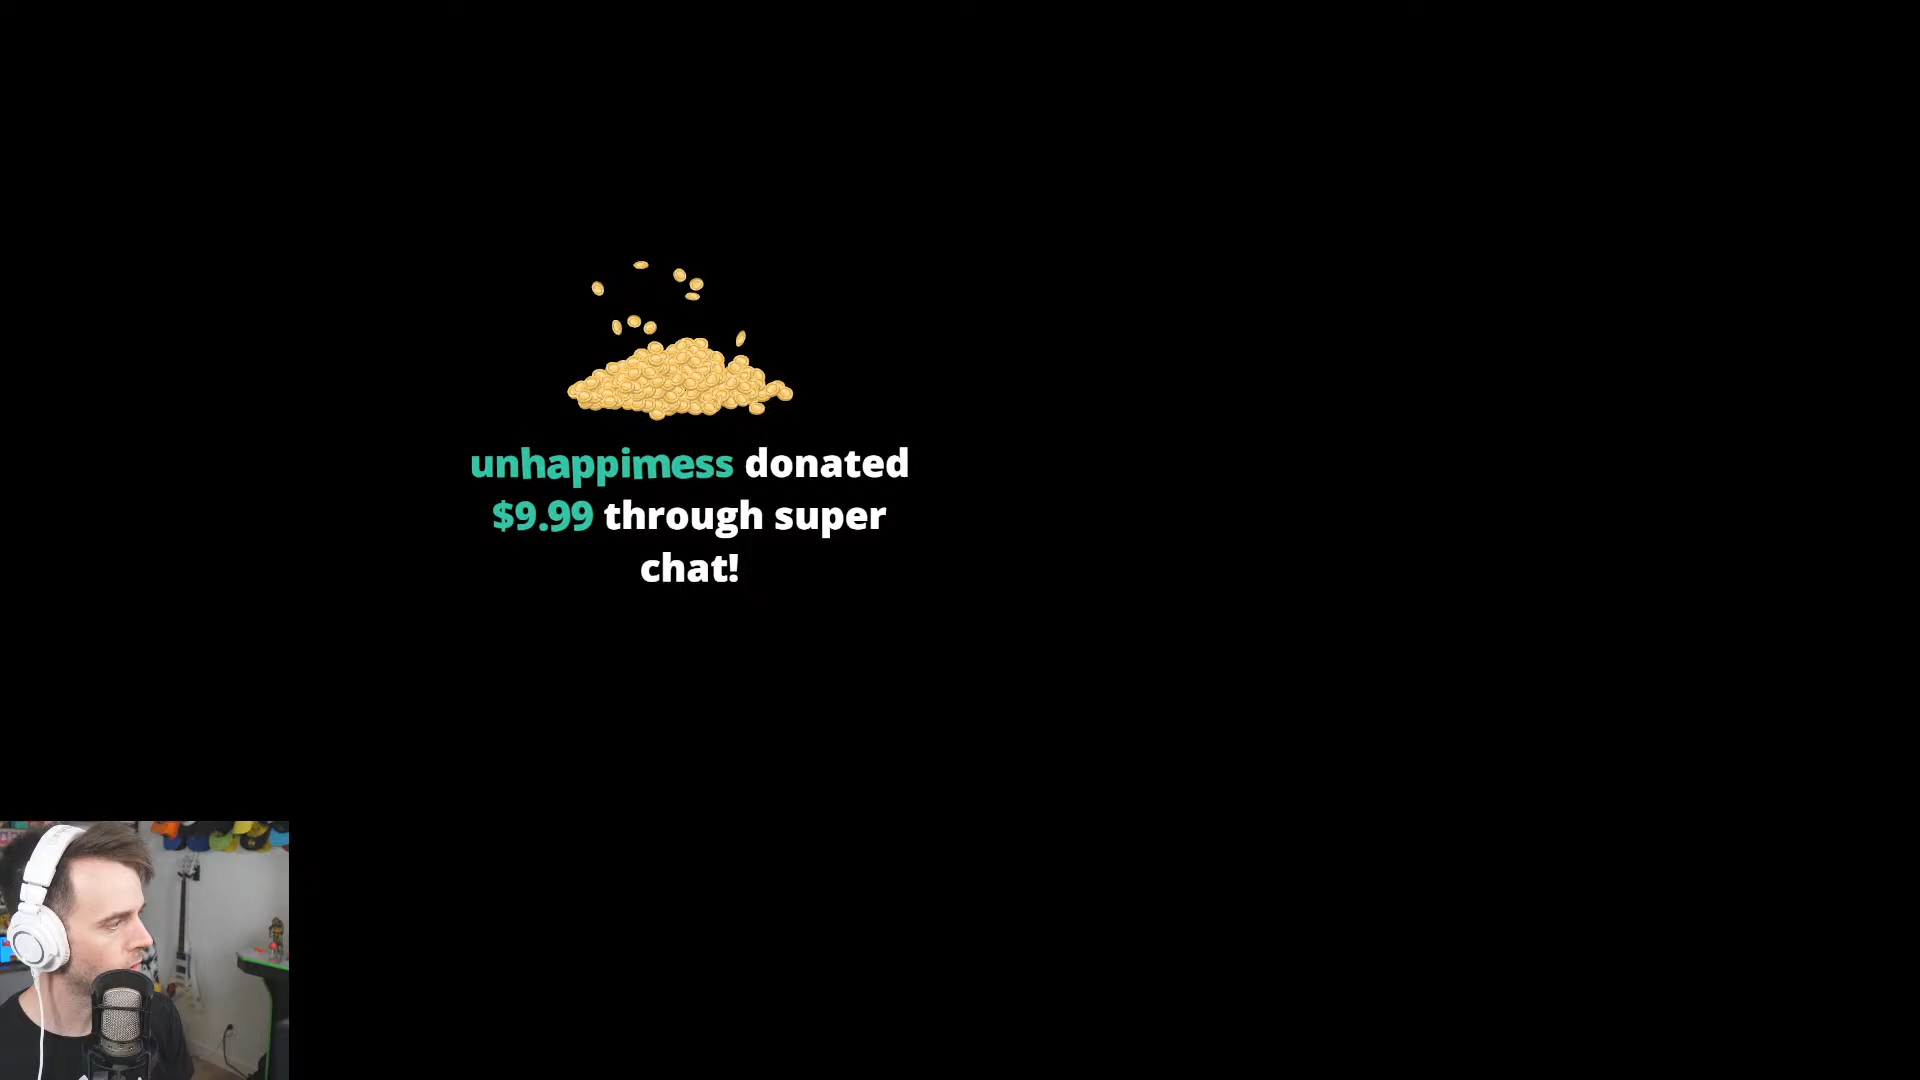 unhappimess donated
$9.99 through super
chat!